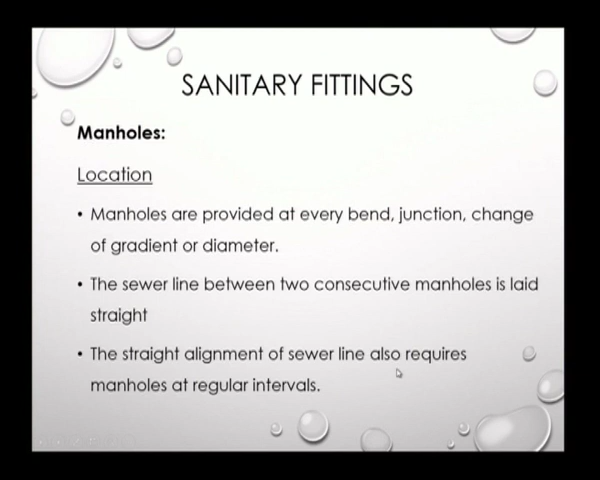 SANITARY FITTINGS
Manholes:
Location
• Manholes are provided at every bend, junction, change
of gradient or diameter.
• The sewer line between two consecutive manholes is laid
straight
• The straight alignment of sewer line also requires
manholes at regular intervals.